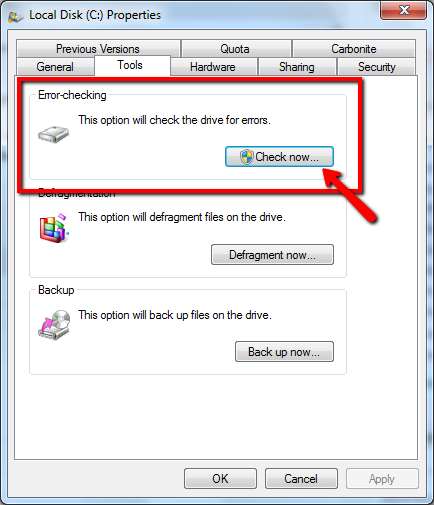 Local Disk (C:) Properties
Previous Versions Quota Carbonite
General Tools Hardware Sharing Security
Error-checking
This option will check the drive for errors.
Check now...
Defragmentation
This option will defragment files on the drive.
Defragment now...
Backup
This option will back up files on the drive.
Back up now...
OK Cancel Apply